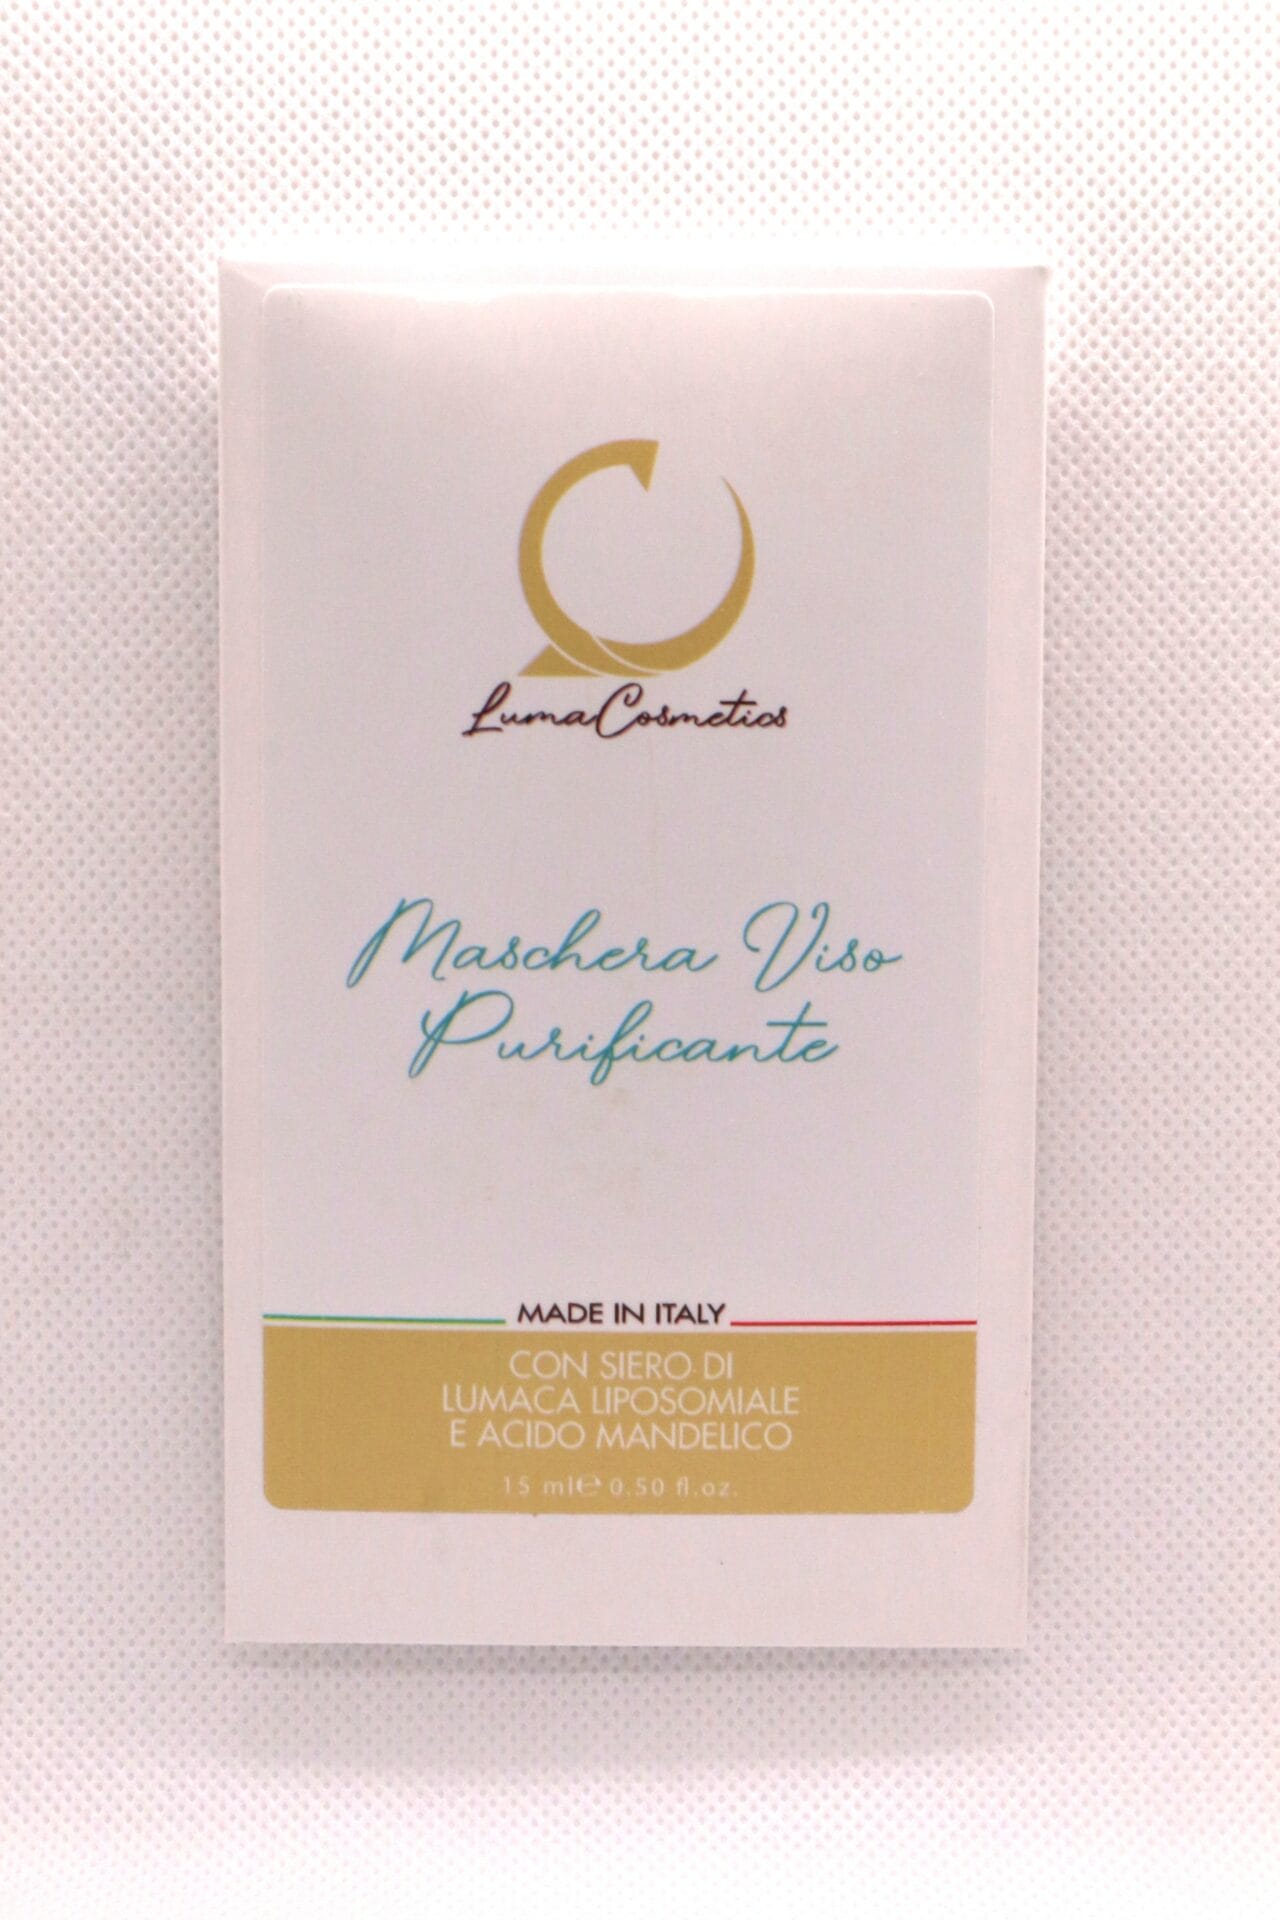 LumaCosmetics
Maschera Viso
Purificante
MADE IN ITALY
CON SIERO DI
LUMACA LIPOSOMIALE
E ACIDO MANDELICO
15 ml℮ 0.50 fl.oz.